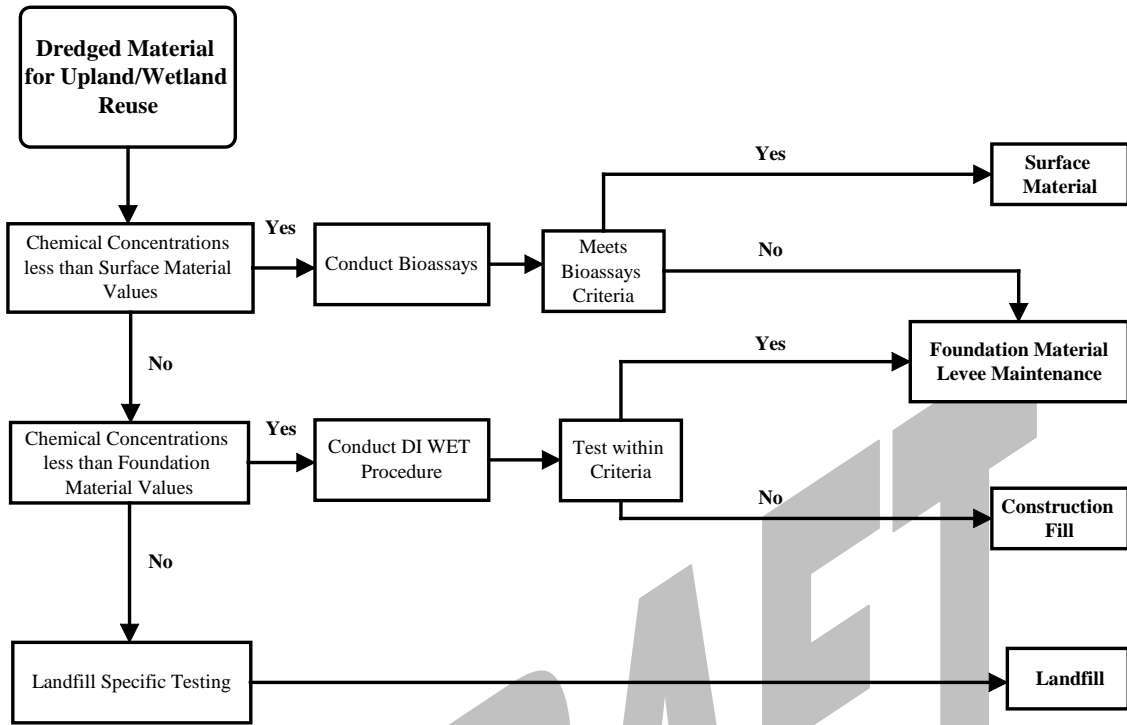 Dredged Material
for Upland/Wetland
Reuse
Yes
Surface
Material
Chemical Concentrations
less than Surface Material
Values
Yes
Conduct Bioassays
Meets
Bioassays
Criteria
No
No
Yes
Foundation Material
Levee Maintenance
Chemical Concentrations
less than Foundation
Material Values
Yes
Conduct DI WET
Procedure
Test within
Criteria
No
Construction
Fill
No
Landfill Specific Testing
Landfill